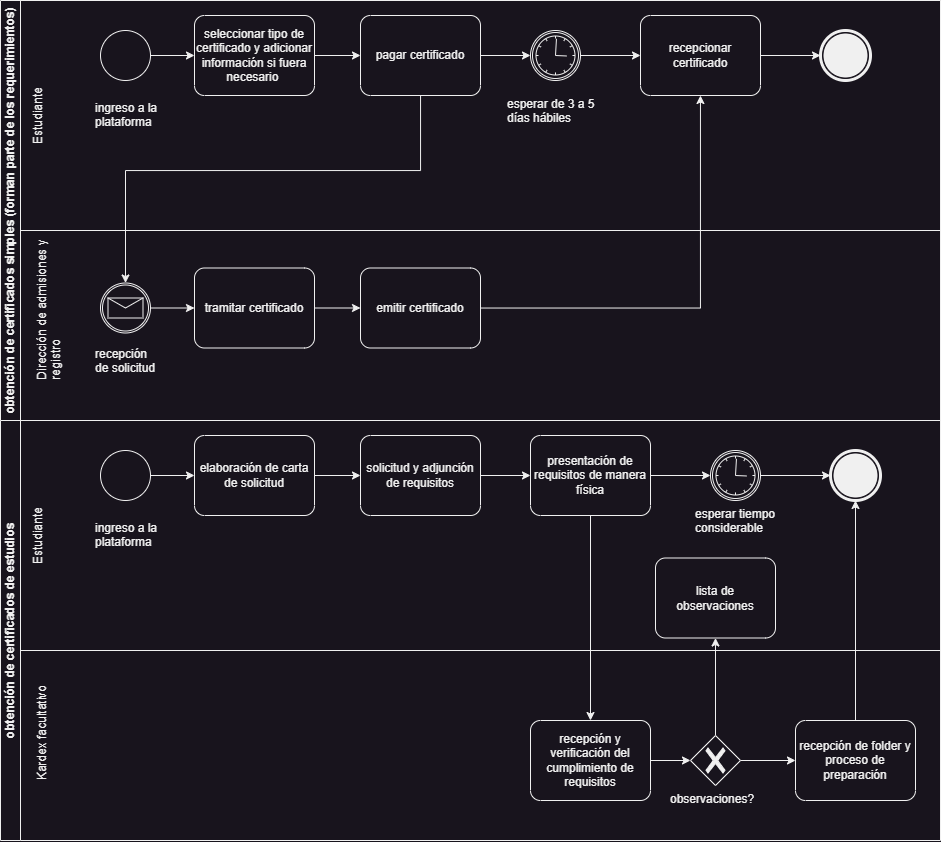 obtención de certificados simples (forman parte de los requerimientos)
Estudiante
ingreso a la
plataforma
seleccionar tipo de
certificado y adicionar
información si fuera
necesario
pagar certificado
esperar de 3 a 5
días hábiles
recepcionar
certificado
Dirección de admisiones y
registro
recepción
de solicitud
tramitar certificado
emitir certificado
obtención de certificados de estudios
Estudiante
ingreso a la
plataforma
elaboración de carta
de solicitud
solicitud y adjunción
de requisitos
presentación de
requisitos de manera
física
esperar tiempo
considerable
lista de
observaciones
Kardex facultativo
recepción y
verificación del
cumplimiento de
requisitos
observaciones?
recepción de folder y
proceso de
preparación